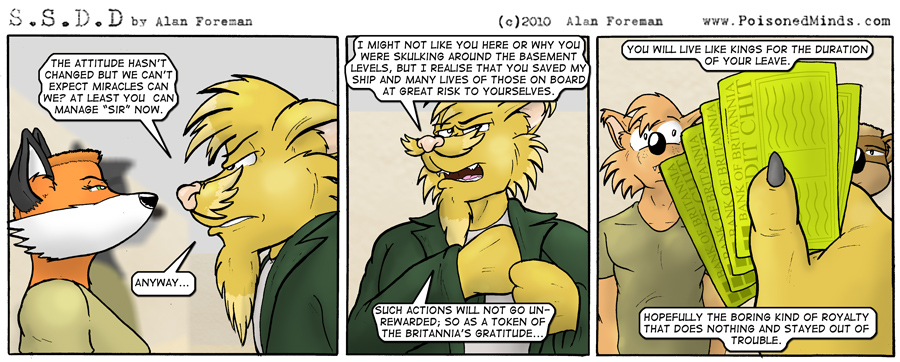 S.S.D.D by Alan Foreman (c)2010 Alan Foreman www.PoisonedMinds.com
THE ATTITUDE HASN'T
CHANGED BUT WE CAN'T
EXPECT MIRACLES CAN
WE? AT LEAST YOU CAN
MANAGE "SIR" NOW.
ANYWAY...
I MIGHT NOT LIKE YOU HERE OR WHY YOU
WERE SKULKING AROUND THE BASEMENT
LEVELS, BUT I REALISE THAT YOU SAVED MY
SHIP AND MANY LIVES OF THOSE ON BOARD
AT GREAT RISK TO YOURSELVES.
SUCH ACTIONS WILL NOT GO UN-
REWARDED; SO AS A TOKEN OF
THE BRITANNIA'S GRATITUDE...
YOU WILL LIVE LIKE KINGS FOR THE DURATION
OF YOUR LEAVE.
BANK OF BRITANNIA
DIT CHIT
HOPEFULLY THE BORING KIND OF ROYALTY
THAT DOES NOTHING AND STAYED OUT OF
TROUBLE.